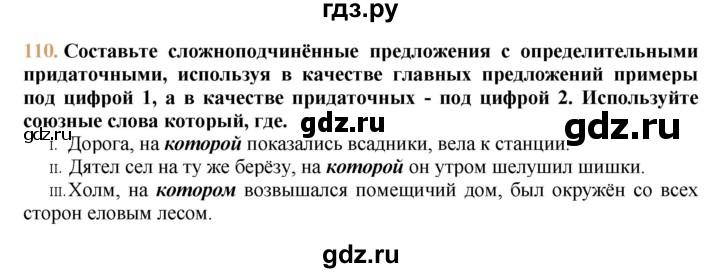 гдз.ру
110. Составьте сложноподчинённые предложения с определительными
придаточными, используя в качестве главных предложений примеры
под цифрой 1, а в качестве придаточных - под цифрой 2. Используйте
союзные слова который, где.
I. Дорога, на которой показались всадники, вела к станции.
II. Дятел сел на ту же берёзу, на которой он утром шелушил шишки.
III. Холм, на котором возвышался помещичий дом, был окружён со всех
сторон еловым лесом.
gdz.ru gdz.ru
gdz.ru